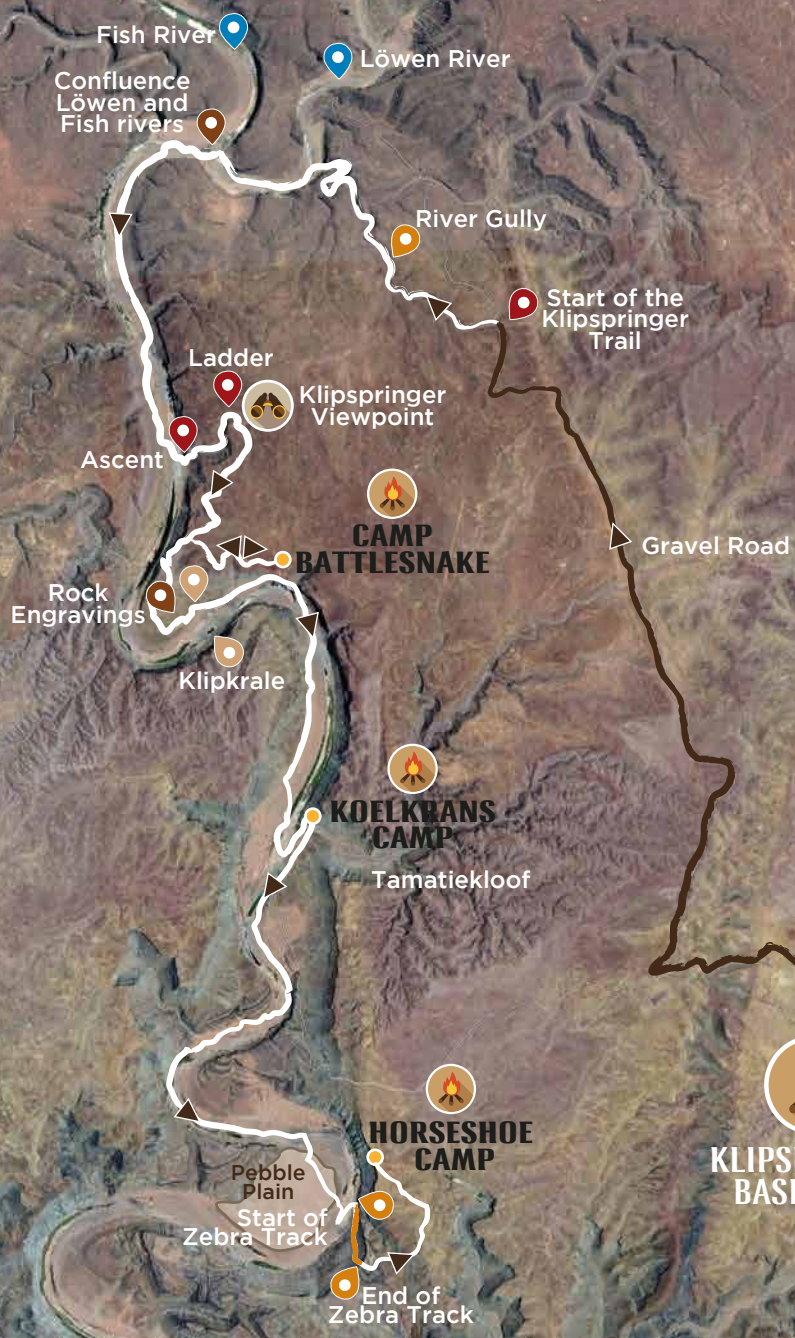 Fish River
Löwen River
Confluence
Löwen and
Fish rivers
River Gully
Start of the
Klipspringer
Trail
Ladder
Klipspringer
Viewpoint
Ascent
CAMP
BATTLESNAKE
Gravel Road
Rock
Engravings
Klipkrale
KOELKRANS
CAMP
Tamatiekloof
HORSESHOE
CAMP
KLIPS
BAS
Pebble
Plain
Start of
Zebra Track
End of
Zebra Track